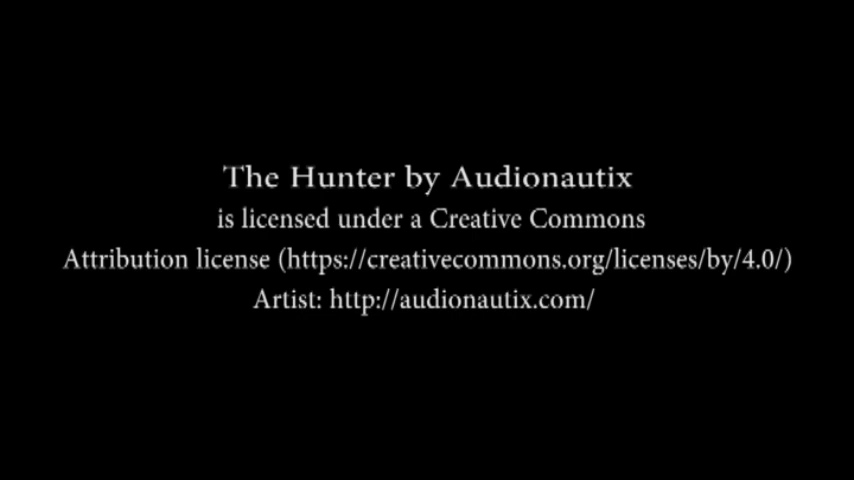 The Hunter by Audionautix
is licensed under a Creative Commons
Attribution license (https://creativecommons.org/licenses/by/4.0/)
Artist: http://audionautix.com/